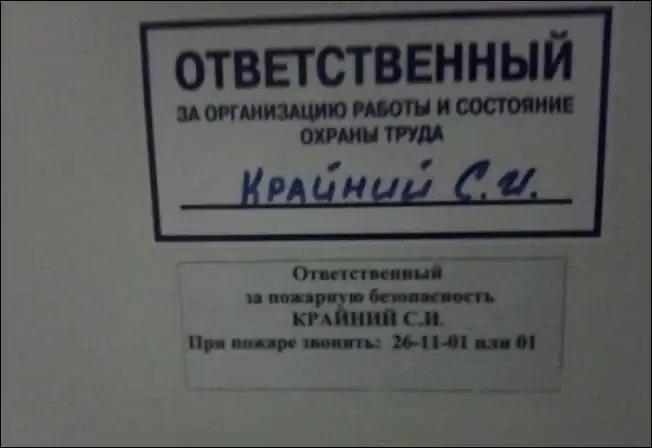 ОТВЕТСТВЕННЫЙ
ЗА ОРГАНИЗАЦИЮ РАБОТЫ И СОСТОЯНИЕ
ОХРАНЫ ТРУДА
КРАЙНИЙ С.И.
Ответственный
за пожарную безопасность
КРАЙНИЙ С.И.
При пожаре звонить: 26-11-01 или 01